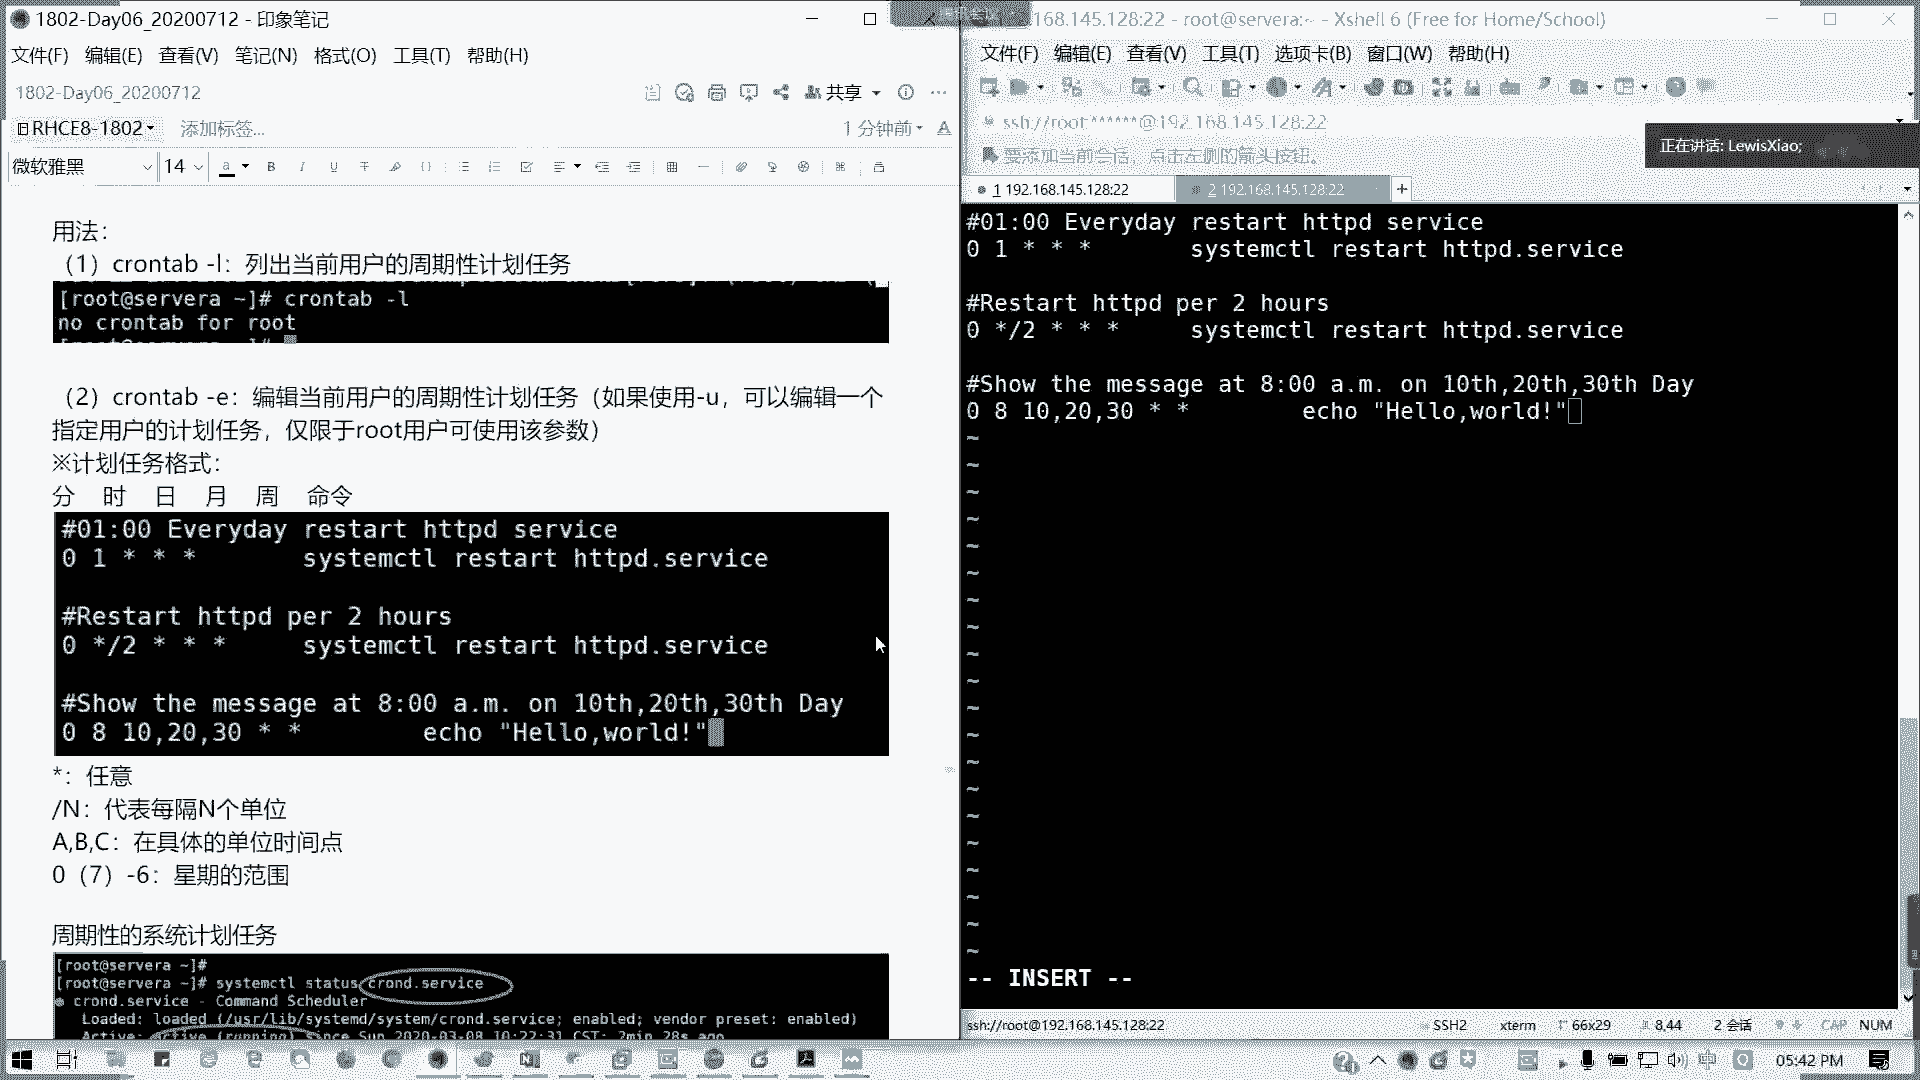 1802-Day06_20200712 - 印象笔记
文件(F) 编辑(E) 查看(V) 笔记(N) 格式(O) 工具(T) 帮助(H)
1802-Day06_20200712
共享
RHCE8-1802
添加标签...
1 分钟前
微软雅黑
14
用法：
（1）crontab -l：列出当前用户的周期性计划任务
[root@servera ~]# crontab -l
no crontab for root
（2）crontab -e：编辑当前用户的周期性计划任务（如果使用-u，可以编辑一个
指定用户的计划任务，仅限于root用户可使用该参数）
※计划任务格式：
分 时 日 月 周 命令
#01:00 Everyday restart httpd service
0 1 * * * systemctl restart httpd.service
#Restart httpd per 2 hours
0 */2 * * * systemctl restart httpd.service
#Show the message at 8:00 a.m. on 10th,20th,30th Day
0 8 10,20,30 * * echo "Hello,world!"
*：任意
/N：代表每隔N个单位
A,B,C：在具体的单位时间点
0（7）-6：星期的范围
周期性的系统计划任务
[root@servera ~]#
[root@servera ~]# systemctl status crond.service
● crond.service - Command Scheduler
Loaded: loaded (/usr/lib/systemd/system/crond.service; enabled; vendor preset: enabled)
Active: active (running) since Sun 2020-03-08 10:22:31 CST; 2min 28s ago
168.145.128:22 - root@servera:~ - Xshell 6 (Free for Home/School)
文件(F) 编辑(E) 查看(V) 工具(T) 选项卡(B) 窗口(W) 帮助(H)
ssh://root:******@192.168.145.128:22
要添加当前会话，点击左侧的箭头按钮。
正在讲话: LewisXiao;
1 192.168.145.128:22
2 192.168.145.128:22
#01:00 Everyday restart httpd service
0 1 * * * systemctl restart httpd.service
#Restart httpd per 2 hours
0 */2 * * * systemctl restart httpd.service
#Show the message at 8:00 a.m. on 10th,20th,30th Day
0 8 10,20,30 * * echo "Hello,world!"
-- INSERT --
ssh://root@192.168.145.128:22
SSH2 xterm 66x29 8,44 2 会话 CAP NUM
中
05:42 PM